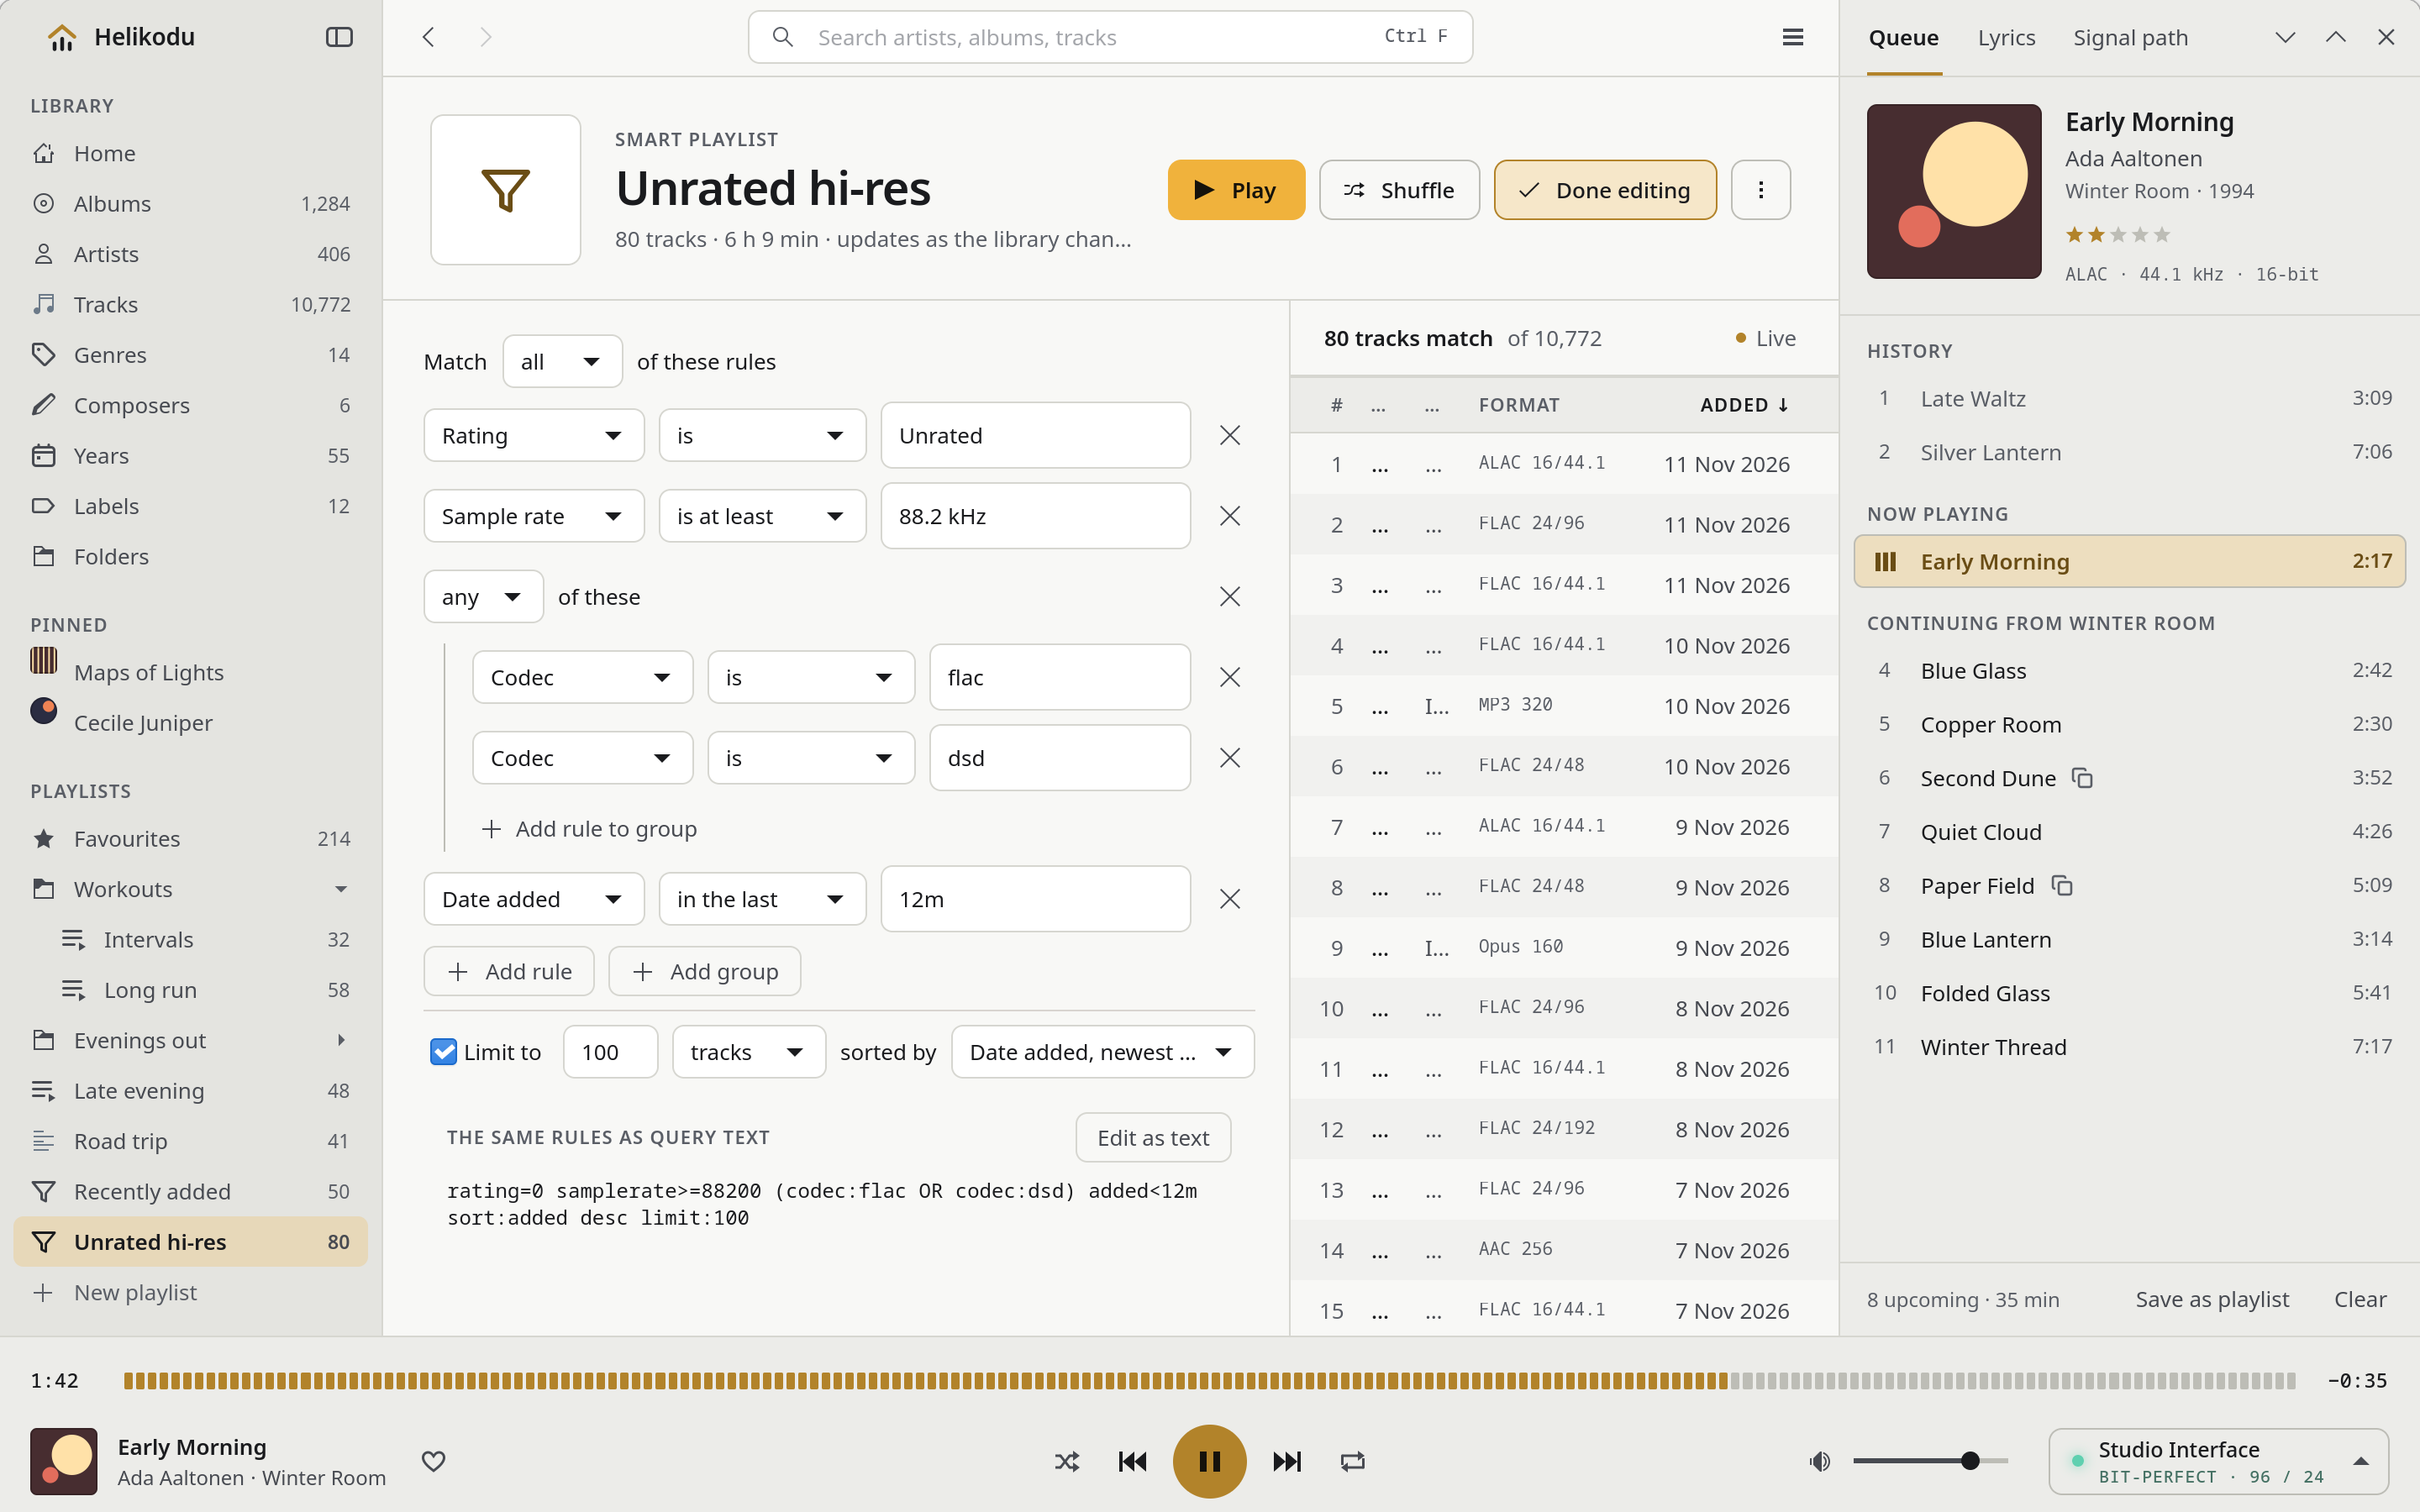 Helikodu
LIBRARY
Home
Albums 1,284
Artists 406
Tracks 10,772
Genres 14
Composers 6
Years 55
Labels 12
Folders
PINNED
Maps of Lights
Cecile Juniper
PLAYLISTS
Favourites 214
Workouts
Intervals 32
Long run 58
Evenings out
Late evening 48
Road trip 41
Recently added 50
Unrated hi-res 80
New playlist
Search artists, albums, tracks Ctrl F
SMART PLAYLIST
Unrated hi-res
80 tracks · 6 h 9 min · updates as the library chan...
Play Shuffle Done editing
Match all of these rules
Rating is Unrated
Sample rate is at least 88.2 kHz
any of these
Codec is flac
Codec is dsd
Add rule to group
Date added in the last 12m
Add rule Add group
Limit to 100 tracks sorted by Date added, newest ...
THE SAME RULES AS QUERY TEXT Edit as text
rating=0 samplerate>=88200 (codec:flac OR codec:dsd) added<12m
sort:added desc limit:100
80 tracks match of 10,772 Live
# ... ... FORMAT ADDED ↓
1 ... ... ALAC 16/44.1 11 Nov 2026
2 ... ... FLAC 24/96 11 Nov 2026
3 ... ... FLAC 16/44.1 11 Nov 2026
4 ... ... FLAC 16/44.1 10 Nov 2026
5 ... I... MP3 320 10 Nov 2026
6 ... ... FLAC 24/48 10 Nov 2026
7 ... ... ALAC 16/44.1 9 Nov 2026
8 ... ... FLAC 24/48 9 Nov 2026
9 ... I... Opus 160 9 Nov 2026
10 ... ... FLAC 24/96 8 Nov 2026
11 ... ... FLAC 16/44.1 8 Nov 2026
12 ... ... FLAC 24/192 8 Nov 2026
13 ... ... FLAC 24/96 7 Nov 2026
14 ... ... AAC 256 7 Nov 2026
15 ... ... FLAC 16/44.1 7 Nov 2026
Queue Lyrics Signal path
Early Morning
Ada Aaltonen
Winter Room · 1994
ALAC · 44.1 kHz · 16-bit
HISTORY
1 Late Waltz 3:09
2 Silver Lantern 7:06
NOW PLAYING
Early Morning 2:17
CONTINUING FROM WINTER ROOM
4 Blue Glass 2:42
5 Copper Room 2:30
6 Second Dune 3:52
7 Quiet Cloud 4:26
8 Paper Field 5:09
9 Blue Lantern 3:14
10 Folded Glass 5:41
11 Winter Thread 7:17
8 upcoming · 35 min Save as playlist Clear
1:42 −0:35
Early Morning
Ada Aaltonen · Winter Room
Studio Interface
BIT-PERFECT · 96 / 24